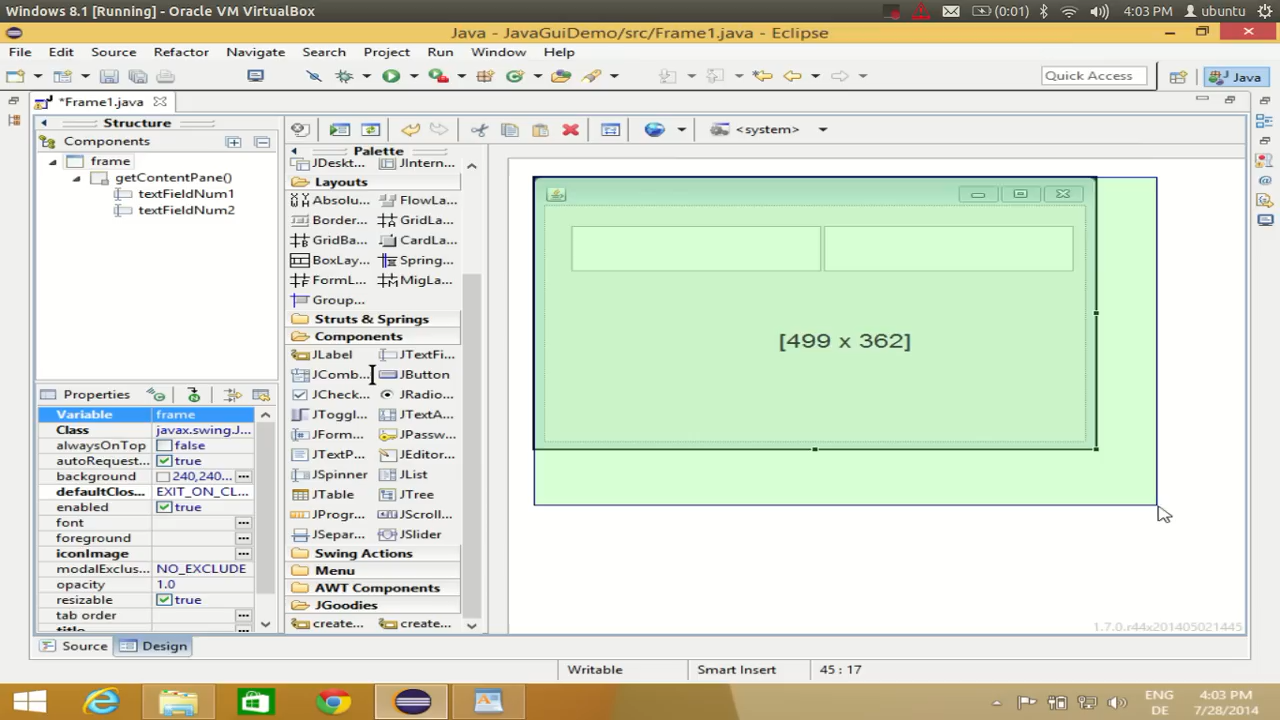 Windows 8.1 [Running] - Oracle VM VirtualBox
(0:01) 4:03 PM ubuntu
Java - JavaGuiDemo/src/Frame1.java - Eclipse
File Edit Source Refactor Navigate Search Project Run Window Help
Quick Access Java
*Frame1.java
Structure
Components
frame
getContentPane()
textFieldNum1
textFieldNum2
Properties
Variable frame
Class javax.swing.J...
alwaysOnTop false
autoRequest... true
background 240,240...
defaultClos... EXIT_ON_CL...
enabled true
font
foreground
iconImage
modalExclus... NO_EXCLUDE
opacity 1.0
resizable true
tab order
title
Source Design
Palette
JDeskt... JIntern...
Layouts
Absolu... FlowLa...
Border... GridLa...
GridBa... CardLa...
BoxLay... Spring...
FormL... MigLa...
Group...
Struts & Springs
Components
JLabel JTextFi...
JComb... JButton
JCheck... JRadio...
JToggl... JTextA...
JForm... JPassw...
JTextP... JEditor...
JSpinner JList
JTable JTree
JProgr... JScroll...
JSepar... JSlider
Swing Actions
Menu
AWT Components
JGoodies
create... create...
<system>
[499 x 362]
1.7.0.r44x201405021445
Writable Smart Insert 45 : 17
ENG 4:03 PM
DE 7/28/2014